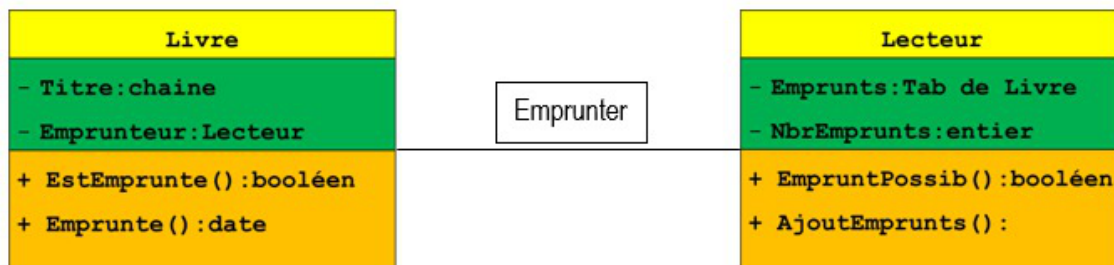 Livre
- Titre:chaine
- Emprunteur:Lecteur
+ EstEmprunte():booléen
+ Emprunte():date
Emprunter
Lecteur
- Emprunts:Tab de Livre
- NbrEmprunts:entier
+ EmpruntPossib():booléen
+ AjoutEmprunts():